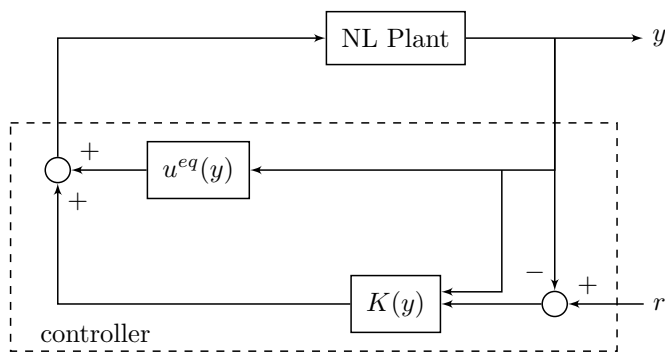 NL Plant
y
+
u^{eq}(y)
+
−
+
K(y)
r
controller